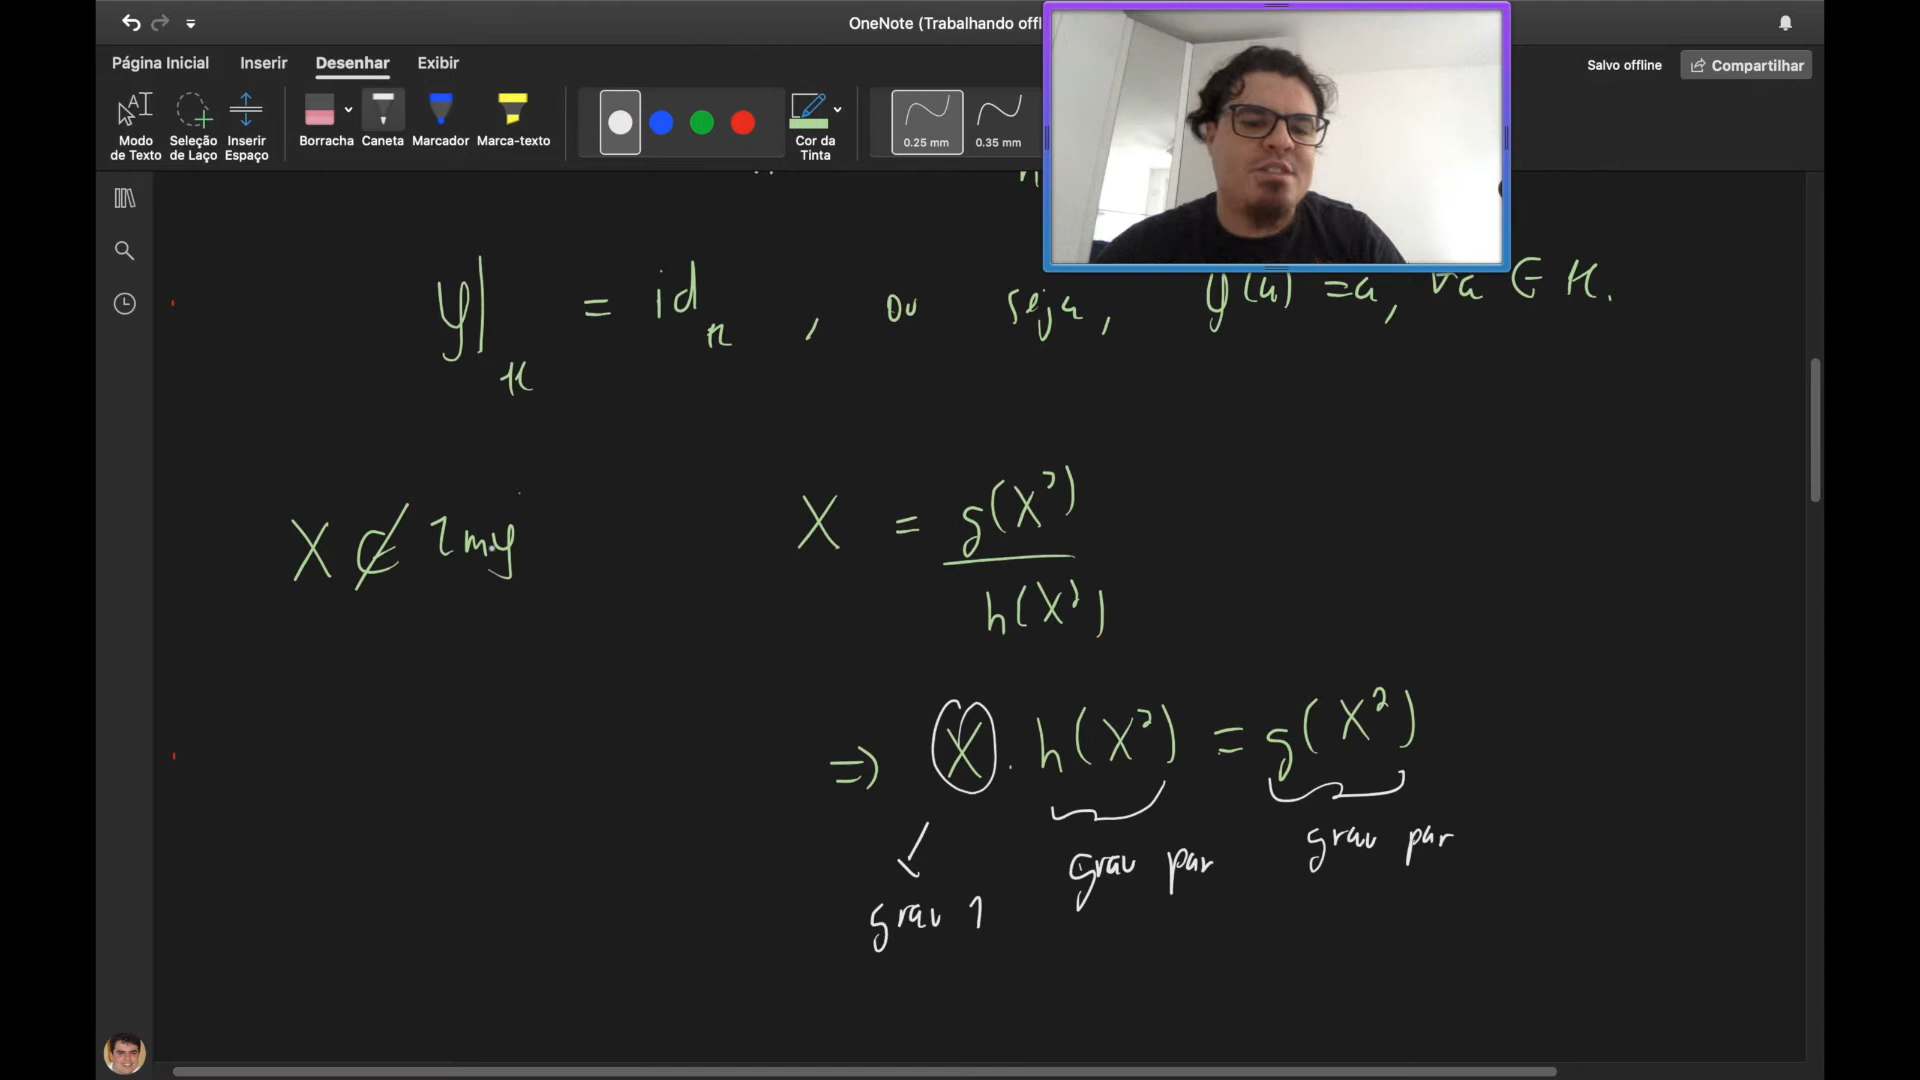 OneNote (Trabalhando offl
Página Inicial Inserir Desenhar Exibir
Salvo offline Compartilhar
Modo de Texto Seleção de Laço Inserir Espaço Borracha Caneta Marcador Marca-texto Cor da Tinta 0.25 mm 0.35 mm
φ|_K = id_K , ou seja, φ(a) = a, ∀a ∈ K.
X ∉ Im φ
X = g(X²) / h(X²)
⇒ X · h(X²) = g(X²)
grau par
grau par
grau 1